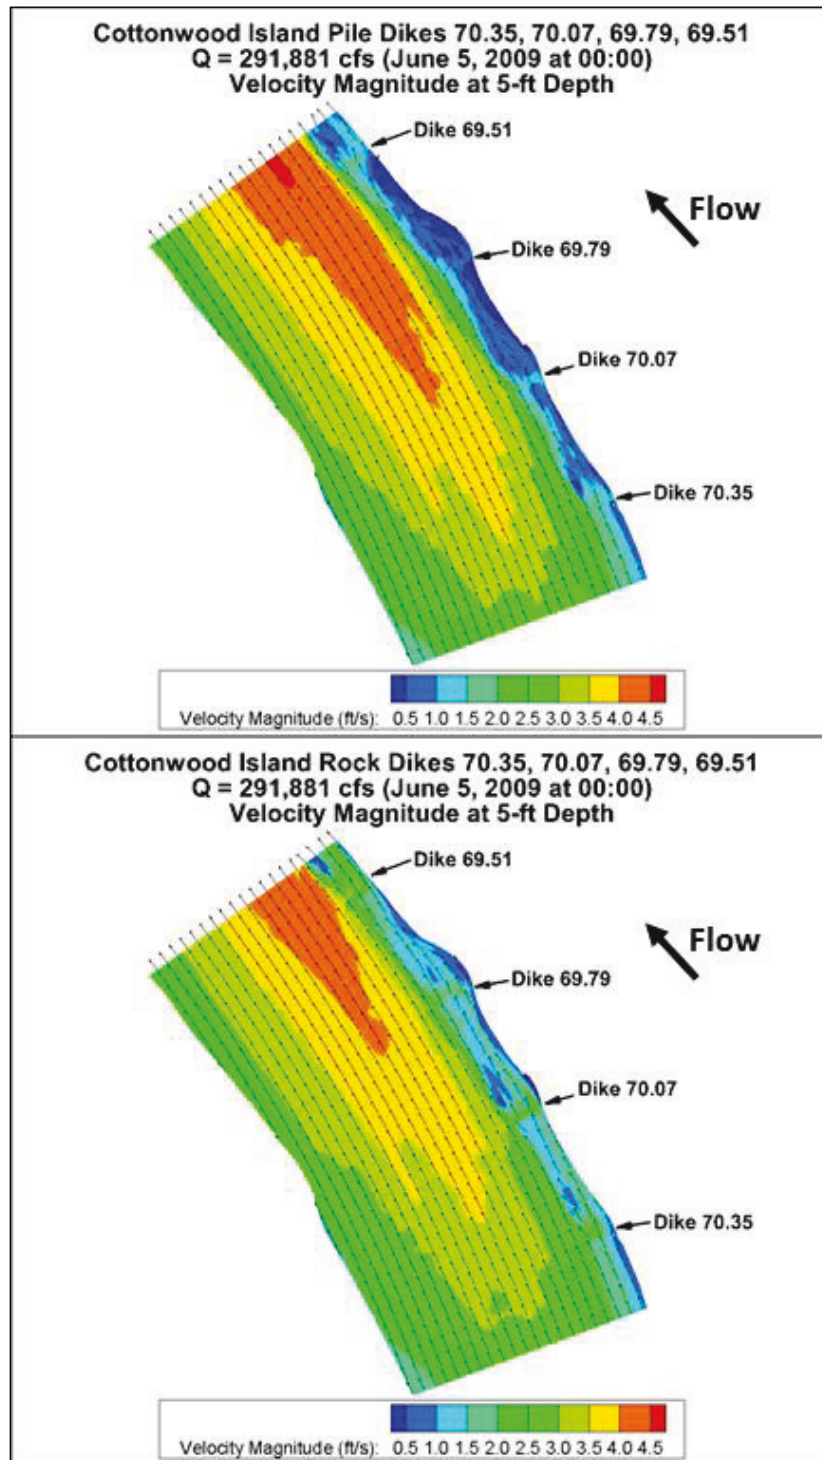 Cottonwood Island Pile Dikes 70.35, 70.07, 69.79, 69.51
Q = 291,881 cfs (June 5, 2009 at 00:00)
Velocity Magnitude at 5-ft Depth
Dike 69.51
Flow
Dike 69.79
Dike 70.07
Dike 70.35
Velocity Magnitude (ft/s): 0.5 1.0 1.5 2.0 2.5 3.0 3.5 4.0 4.5
Cottonwood Island Rock Dikes 70.35, 70.07, 69.79, 69.51
Q = 291,881 cfs (June 5, 2009 at 00:00)
Velocity Magnitude at 5-ft Depth
Dike 69.51
Flow
Dike 69.79
Dike 70.07
Dike 70.35
Velocity Magnitude (ft/s): 0.5 1.0 1.5 2.0 2.5 3.0 3.5 4.0 4.5